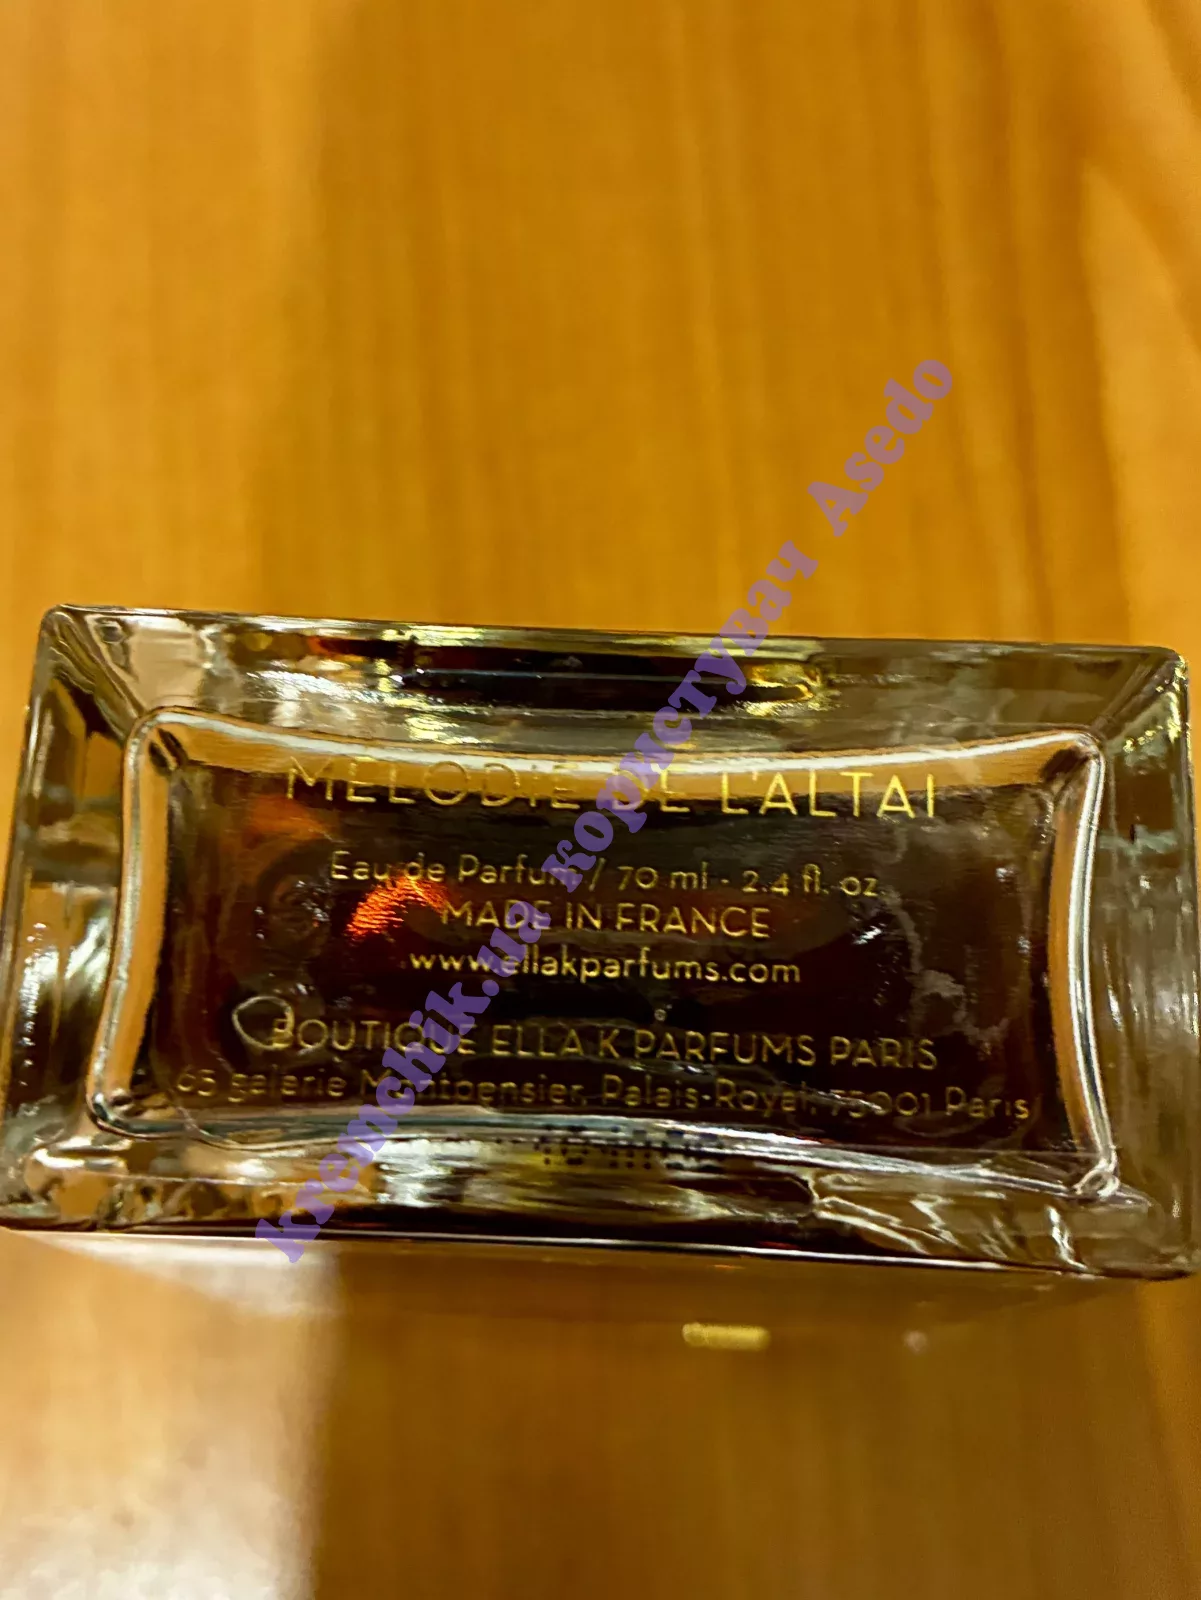 MELODIE DE L'ALTAI
Eau de Parfum / 70 ml - 2.4 fl. oz
MADE IN FRANCE
www.ellakparfums.com
BOUTIQUE ELLA K PARFUMS PARIS
65 galerie Montpensier, Palais-Royal, 75001 Paris
kremchik.ua користувач Asedo